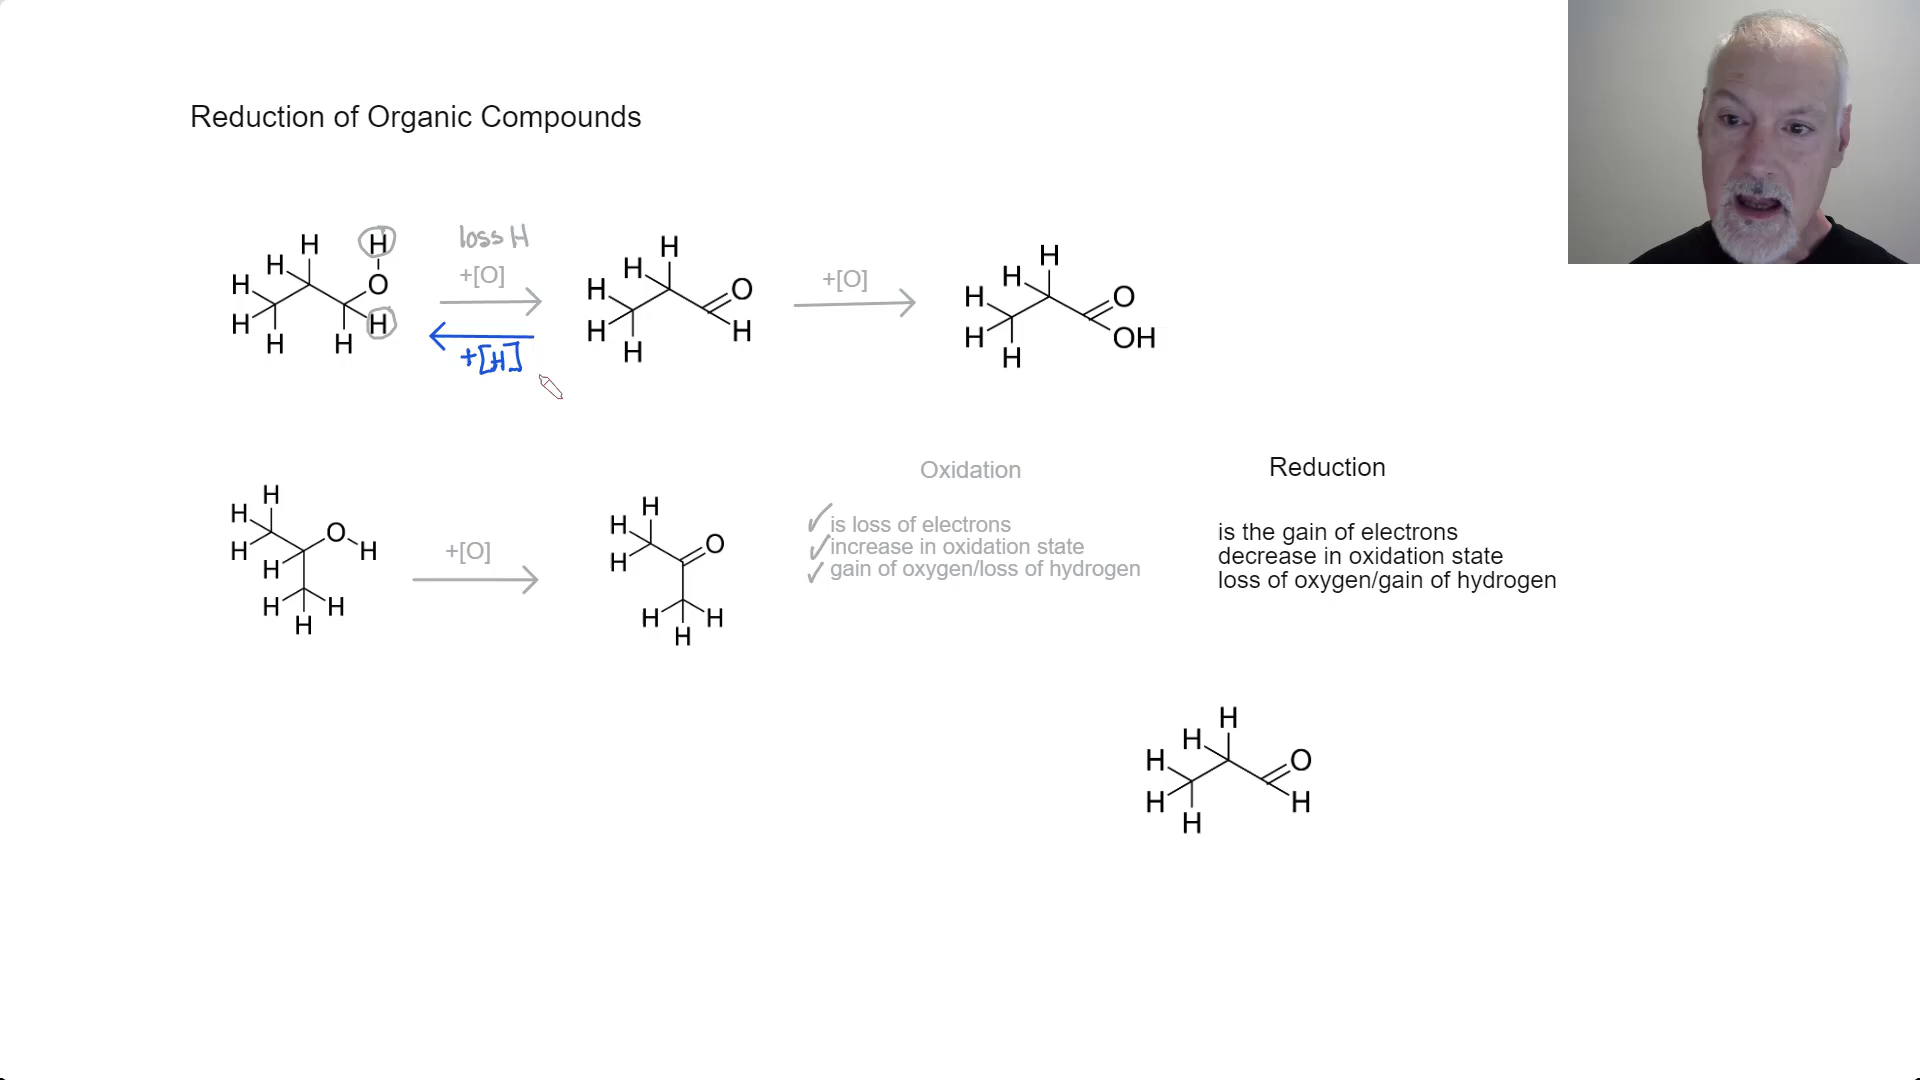 Reduction of Organic Compounds
H H
H
H O
H H
H H
loss H
+[O]
+[H]
H
H
H O
H H
H
+[O]
H
H
H O
H OH
H
H
H O
H H
H
H H
H
+[O]
H
H O
H
H H
H
Oxidation
is loss of electrons
increase in oxidation state
gain of oxygen/loss of hydrogen
Reduction
is the gain of electrons
decrease in oxidation state
loss of oxygen/gain of hydrogen
H
H
H O
H H
H